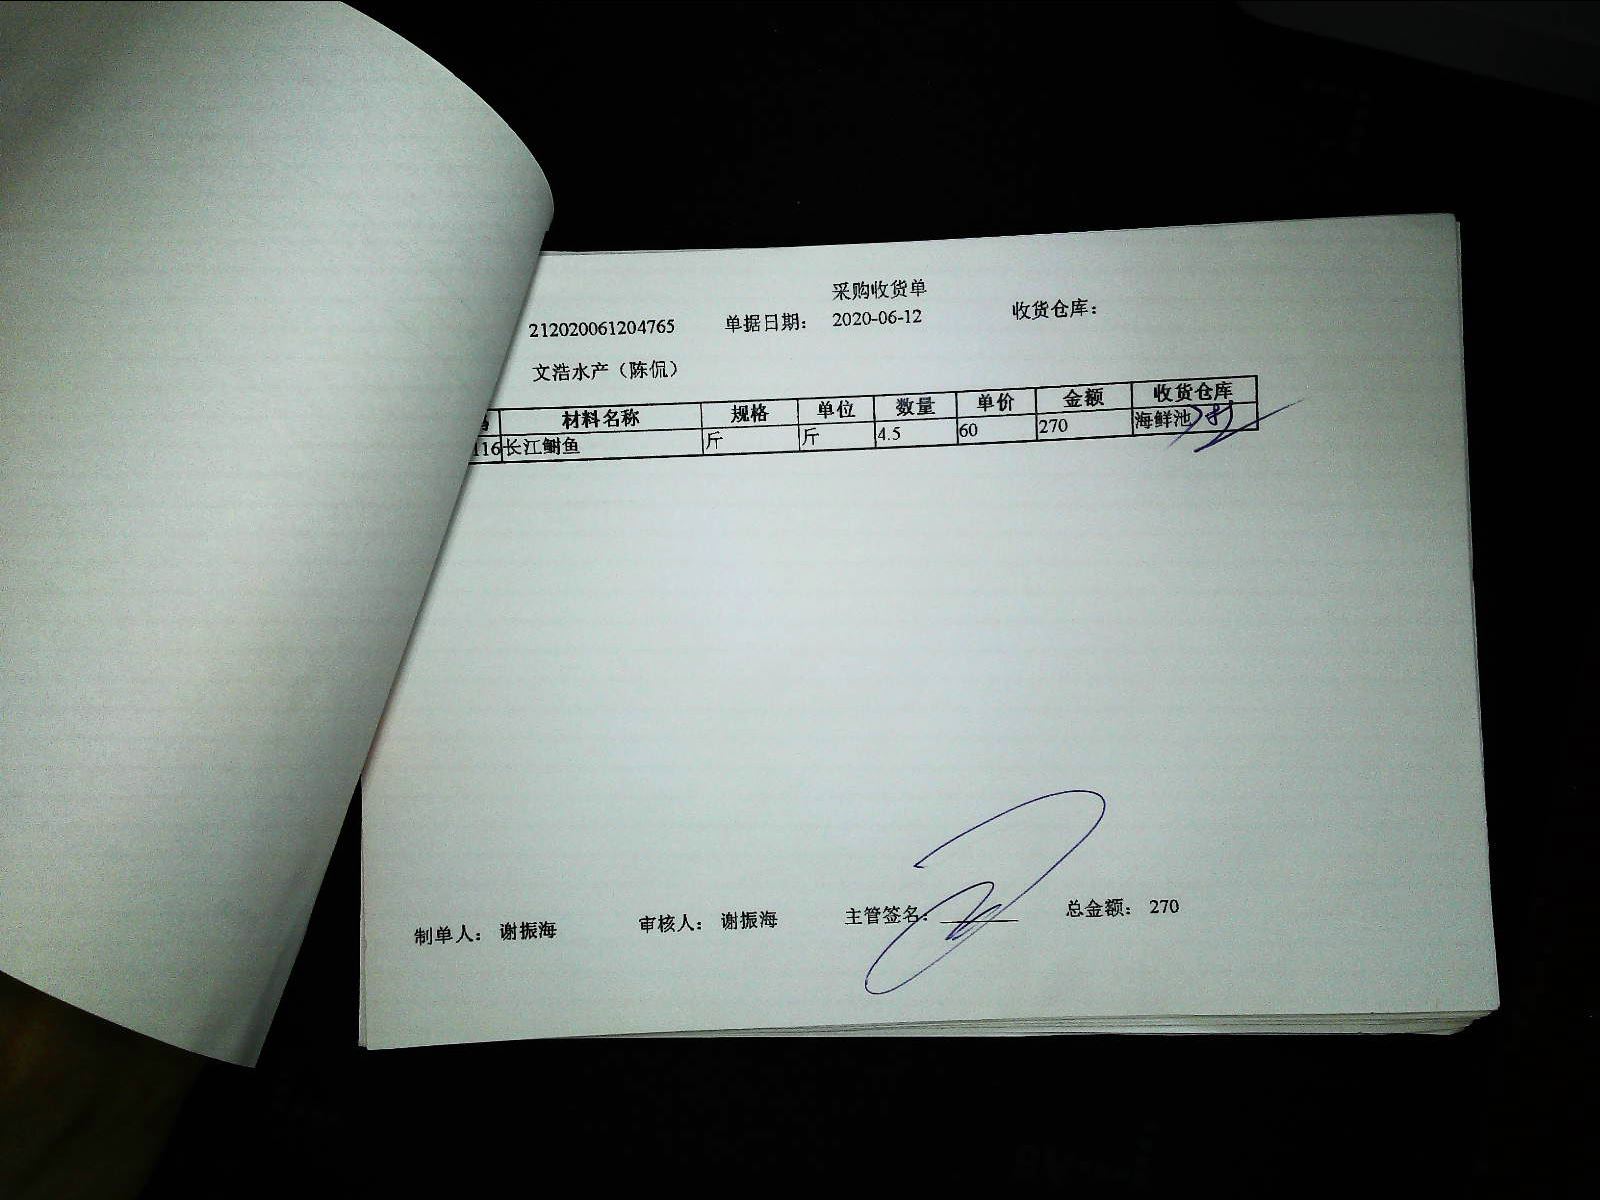 采购收货单
212020061204765 单据日期: 2020-06-12 收货仓库:
文浩水产（陈侃）
材料名称 规格 单位 数量 单价 金额 收货仓库
116 长江鮰鱼 斤 斤 4.5 60 270 海鲜池
制单人: 谢振海 审核人: 谢振海 主管签名: 总金额: 270